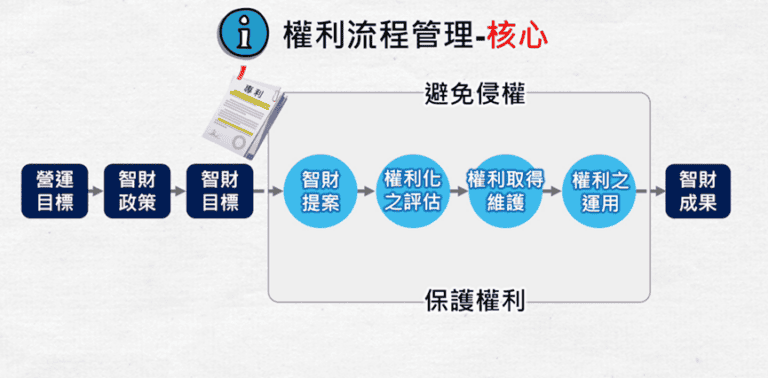 i 權利流程管理-核心
專利
避免侵權
營運
目標
智財
政策
智財
目標
智財
提案
權利化
之評估
權利取得
維護
權利之
運用
智財
成果
保護權利